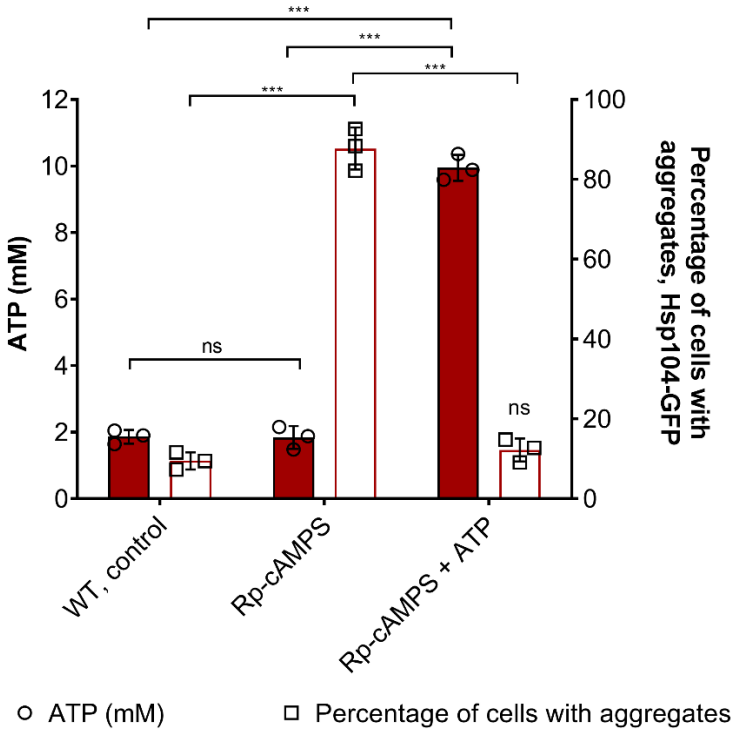 ***
***
***
***
12
10
8
6
4
2
0
ATP (mM)
100
80
60
40
20
0
Percentage of cells with
aggregates, Hsp104-GFP
ns
ns
WT, control
Rp-cAMPS
Rp-cAMPS + ATP
ATP (mM)
Percentage of cells with aggregates